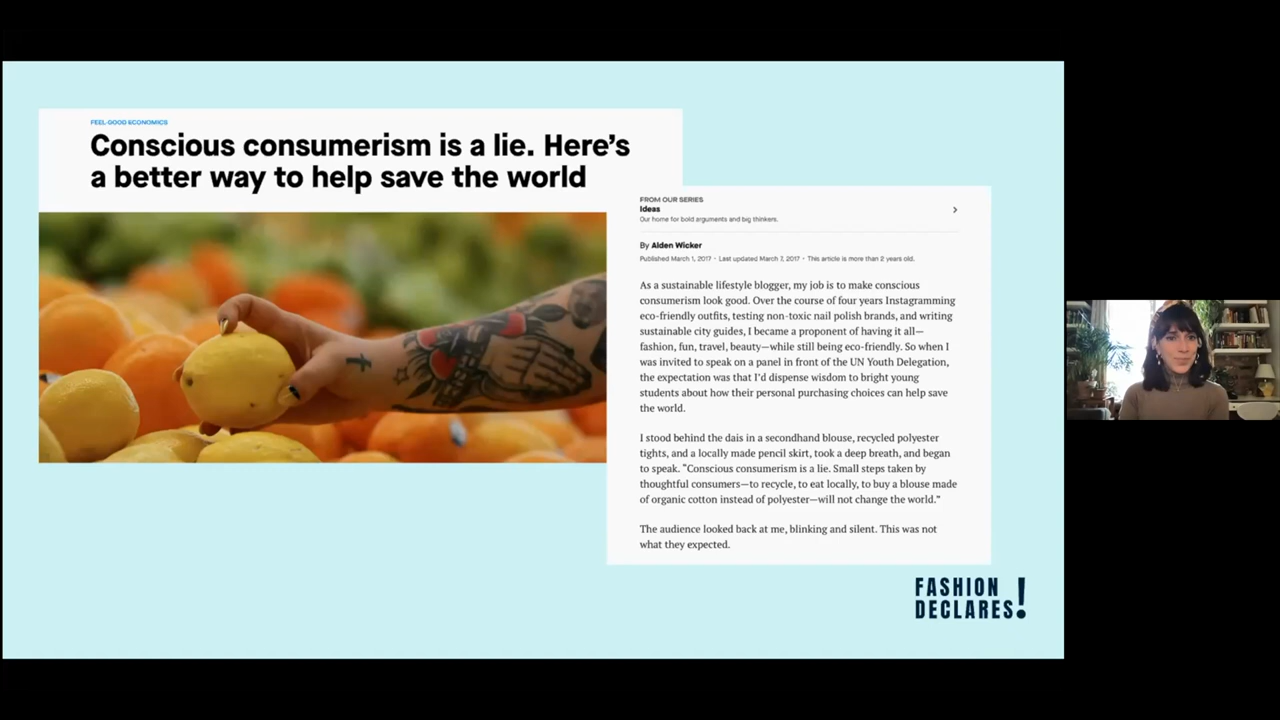 FEEL-GOOD ECONOMICS
Conscious consumerism is a lie. Here’s
a better way to help save the world
FROM OUR SERIES
Ideas
Our home for bold arguments and big thinkers.
By Alden Wicker
Published March 1, 2017 • Last updated March 7, 2017 • This article is more than 2 years old.
As a sustainable lifestyle blogger, my job is to make conscious
consumerism look good. Over the course of four years Instagramming
eco-friendly outfits, testing non-toxic nail polish brands, and writing
sustainable city guides, I became a proponent of having it all—
fashion, fun, travel, beauty—while still being eco-friendly. So when I
was invited to speak on a panel in front of the UN Youth Delegation,
the expectation was that I’d dispense wisdom to bright young
students about how their personal purchasing choices can help save
the world.
I stood behind the dais in a secondhand blouse, recycled polyester
tights, and a locally made pencil skirt, took a deep breath, and began
to speak. “Conscious consumerism is a lie. Small steps taken by
thoughtful consumers—to recycle, to eat locally, to buy a blouse made
of organic cotton instead of polyester—will not change the world.”
The audience looked back at me, blinking and silent. This was not
what they expected.
FASHION
DECLARES!